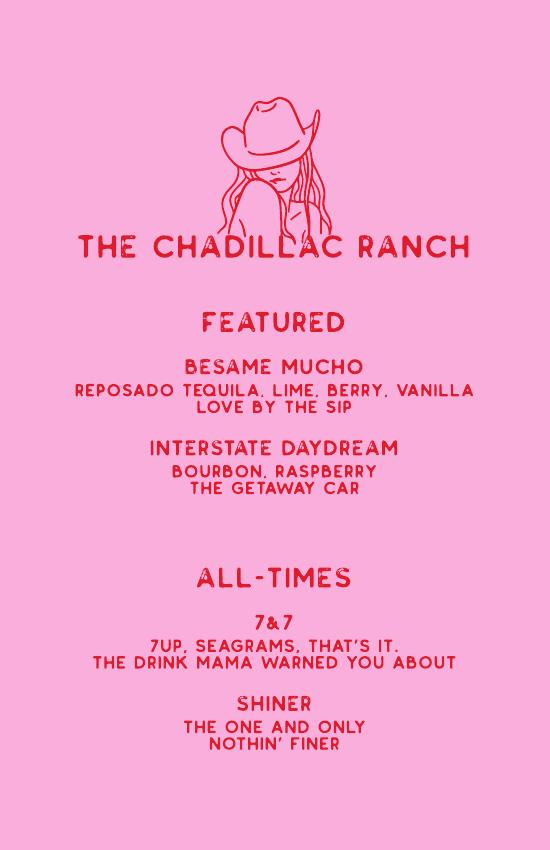 THE CHADILLAC RANCH
FEATURED
BESAME MUCHO
REPOSADO TEQUILA, LIME, BERRY, VANILLA
LOVE BY THE SIP
INTERSTATE DAYDREAM
BOURBON, RASPBERRY
THE GETAWAY CAR
ALL-TIMES
7&7
7UP, SEAGRAMS, THAT'S IT.
THE DRINK MAMA WARNED YOU ABOUT
SHINER
THE ONE AND ONLY
NOTHIN' FINER